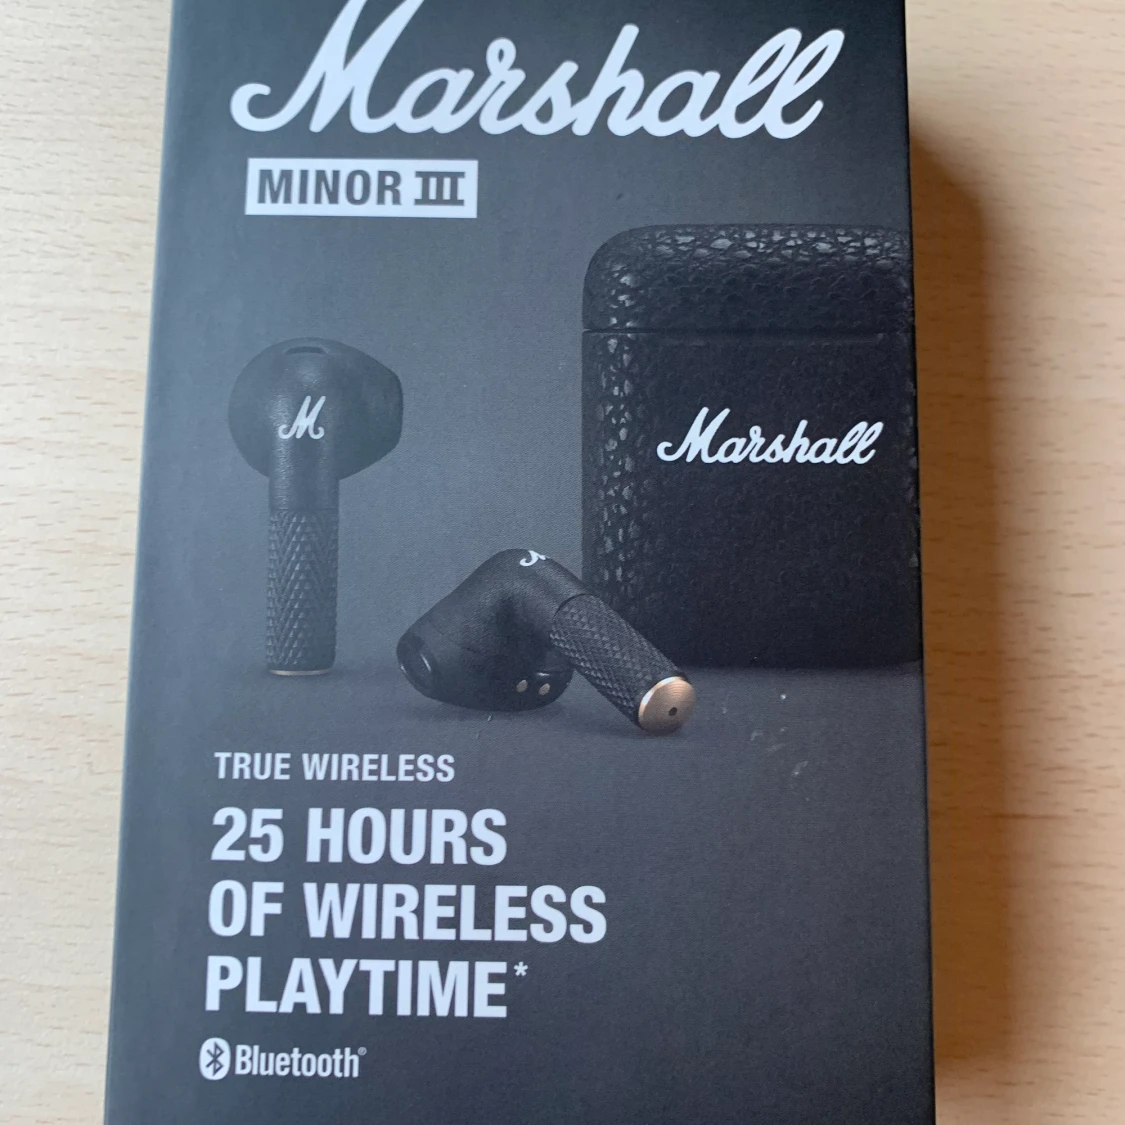 Marshall
MINOR III
M
Marshall
M
TRUE WIRELESS
25 HOURS
OF WIRELESS
PLAYTIME*
Bluetooth®